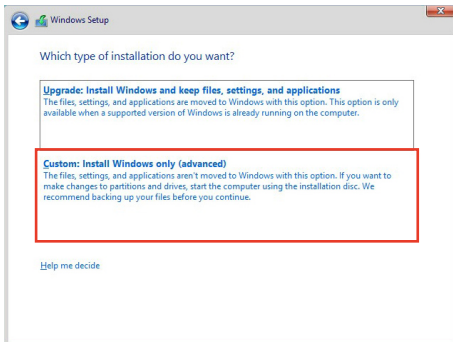 Windows Setup
Which type of installation do you want?
Upgrade: Install Windows and keep files, settings, and applications
The files, settings, and applications are moved to Windows with this option. This option is only
available when a supported version of Windows is already running on the computer.
Custom: Install Windows only (advanced)
The files, settings, and applications aren't moved to Windows with this option. If you want to
make changes to partitions and drives, start the computer using the installation disc. We
recommend backing up your files before you continue.
Help me decide